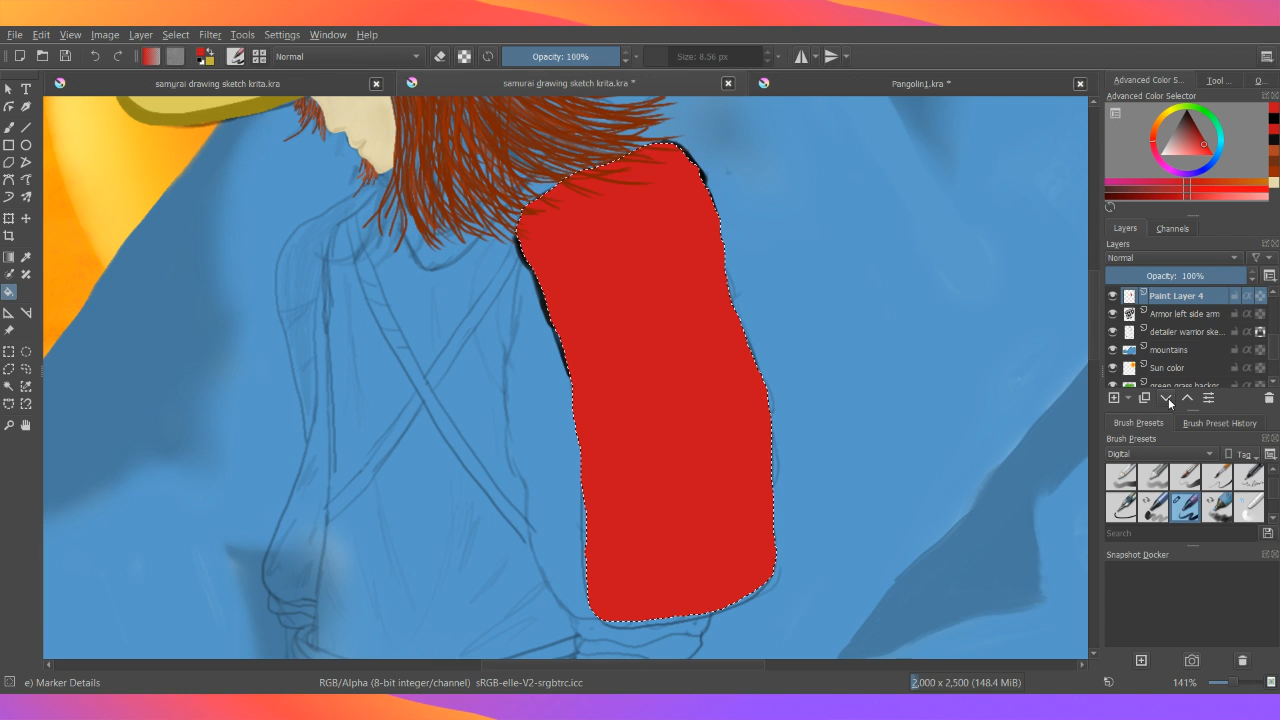 File Edit View Image Layer Select Filter Tools Settings Window Help
Normal Opacity: 100% Size: 8.56 px
samurai drawing sketch krita.kra samurai drawing sketch krita.kra * Pangolin1.kra *
Advanced Color S... Tool ... O...
Advanced Color Selector
Layers Channels
Layers
Normal
Opacity: 100%
Paint Layer 4
Armor left side arm
detailer warrior ske...
mountains
Sun color
green grass backgr
Brush Presets Brush Preset History
Brush Presets
Digital Tag
Search
Snapshot Docker
e) Marker Details RGB/Alpha (8-bit integer/channel) sRGB-elle-V2-srgbtrc.icc 2,000 x 2,500 (148.4 MiB) 141%